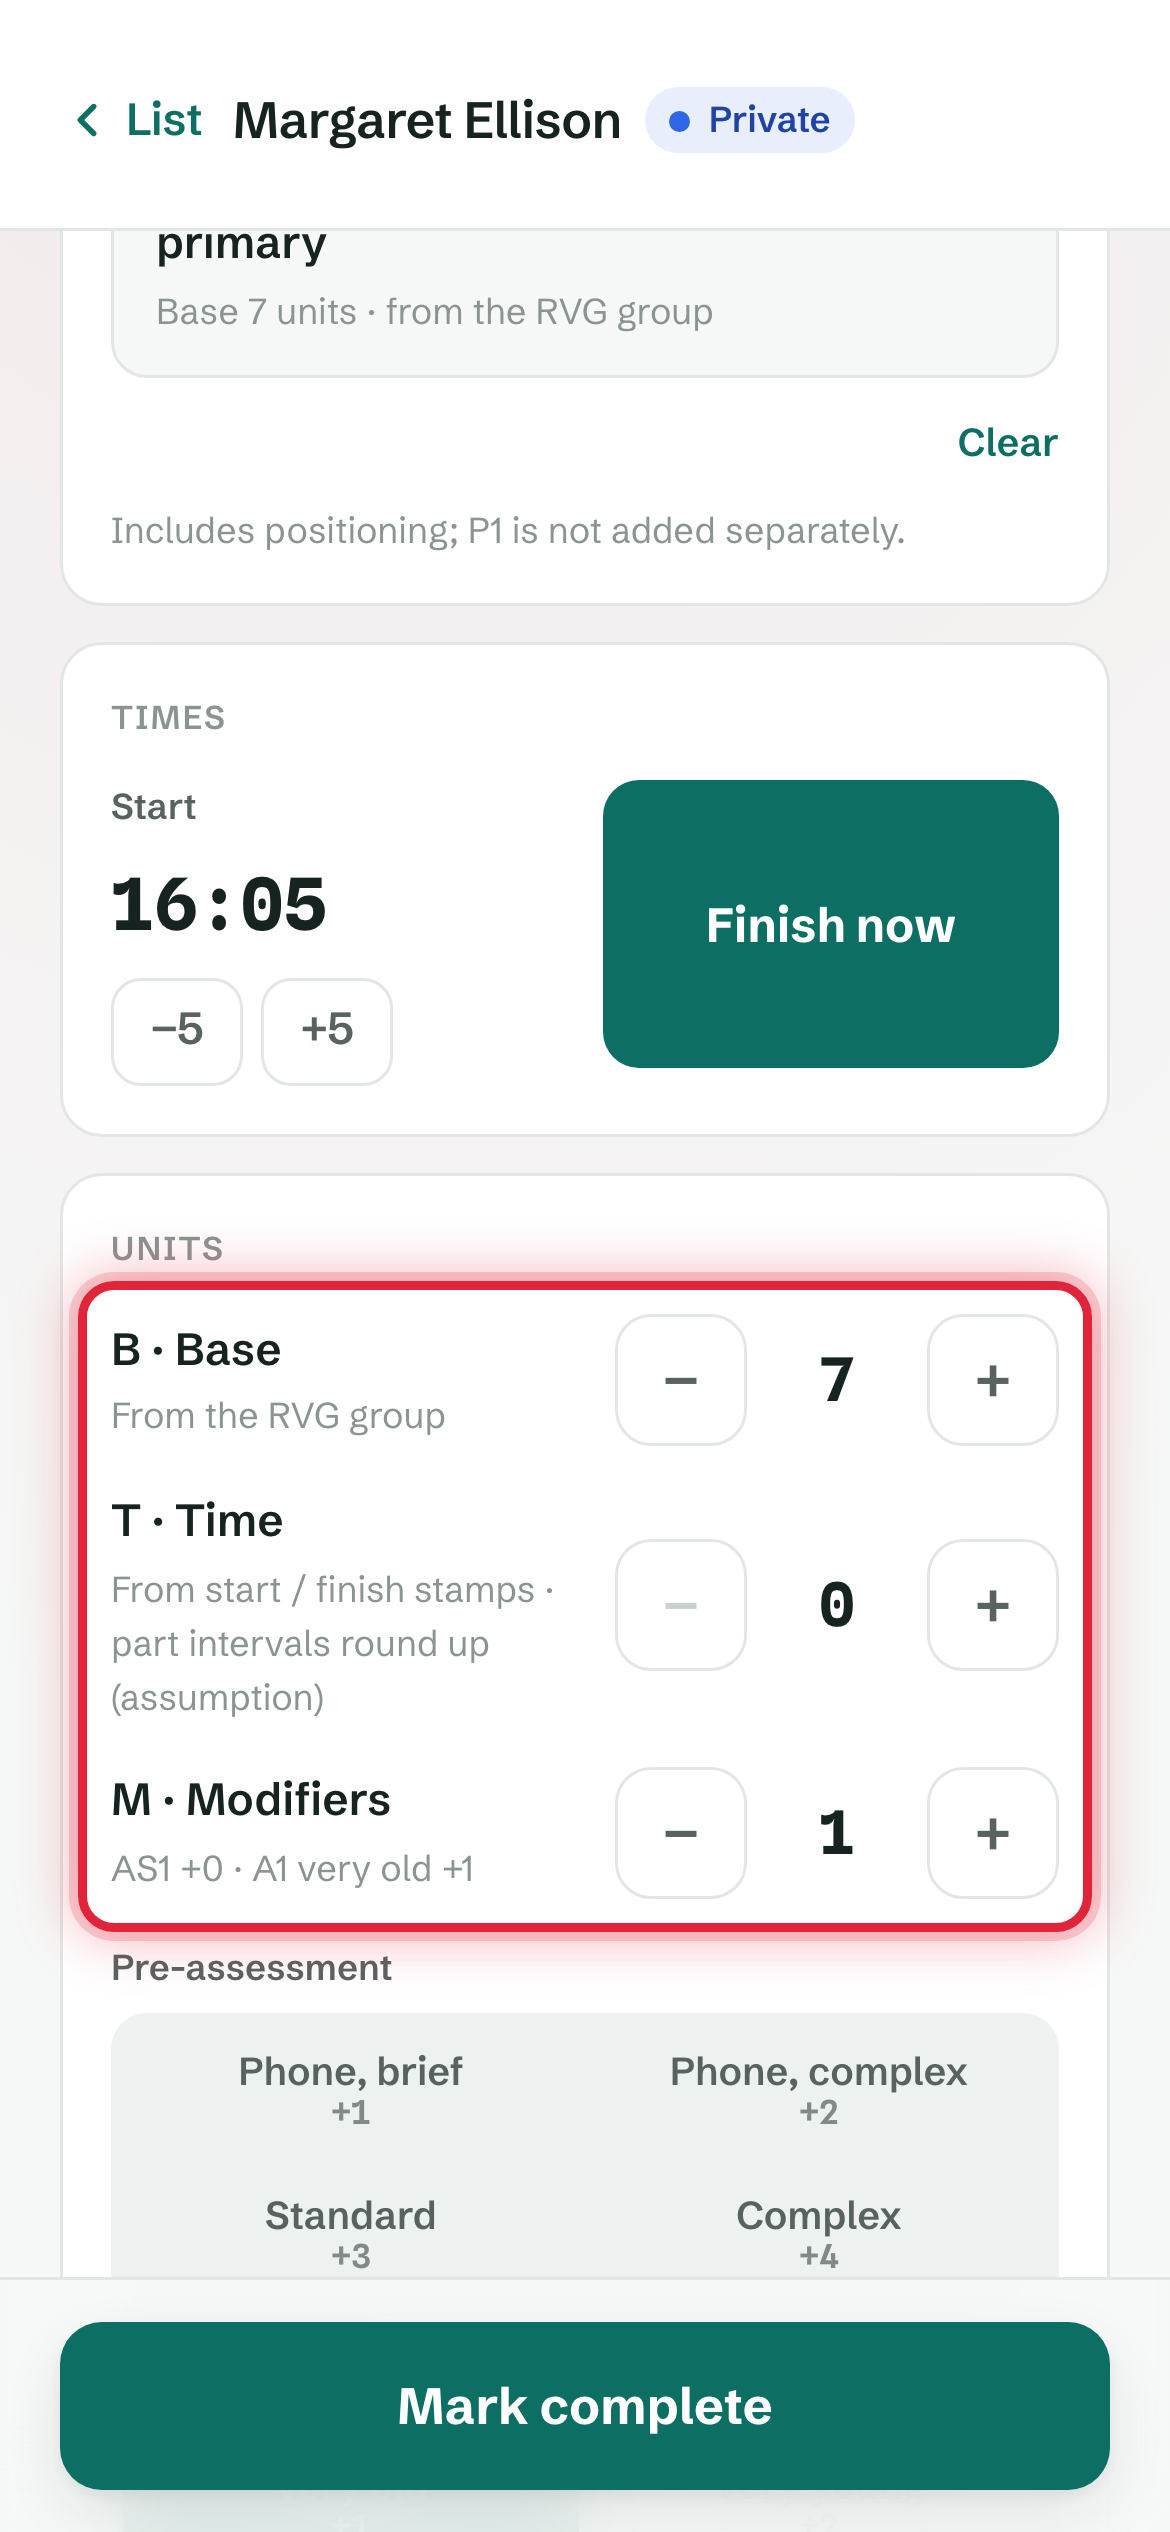 List Margaret Ellison Private
primary
Base 7 units · from the RVG group
Clear
Includes positioning; P1 is not added separately.
TIMES
Start
16:05
−5 +5
Finish now
UNITS
B · Base
From the RVG group
− 7 +
T · Time
From start / finish stamps ·
part intervals round up
(assumption)
− 0 +
M · Modifiers
AS1 +0 · A1 very old +1
− 1 +
Pre-assessment
Phone, brief
+1
Phone, complex
+2
Standard
+3
Complex
+4
Mark complete